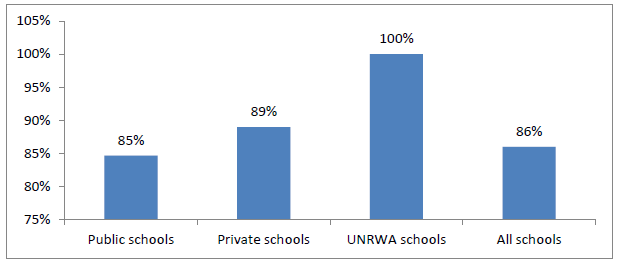 105%
100%
95%
90%
85%
80%
75%
85%
89%
100%
86%
Public schools
Private schools
UNRWA schools
All schools